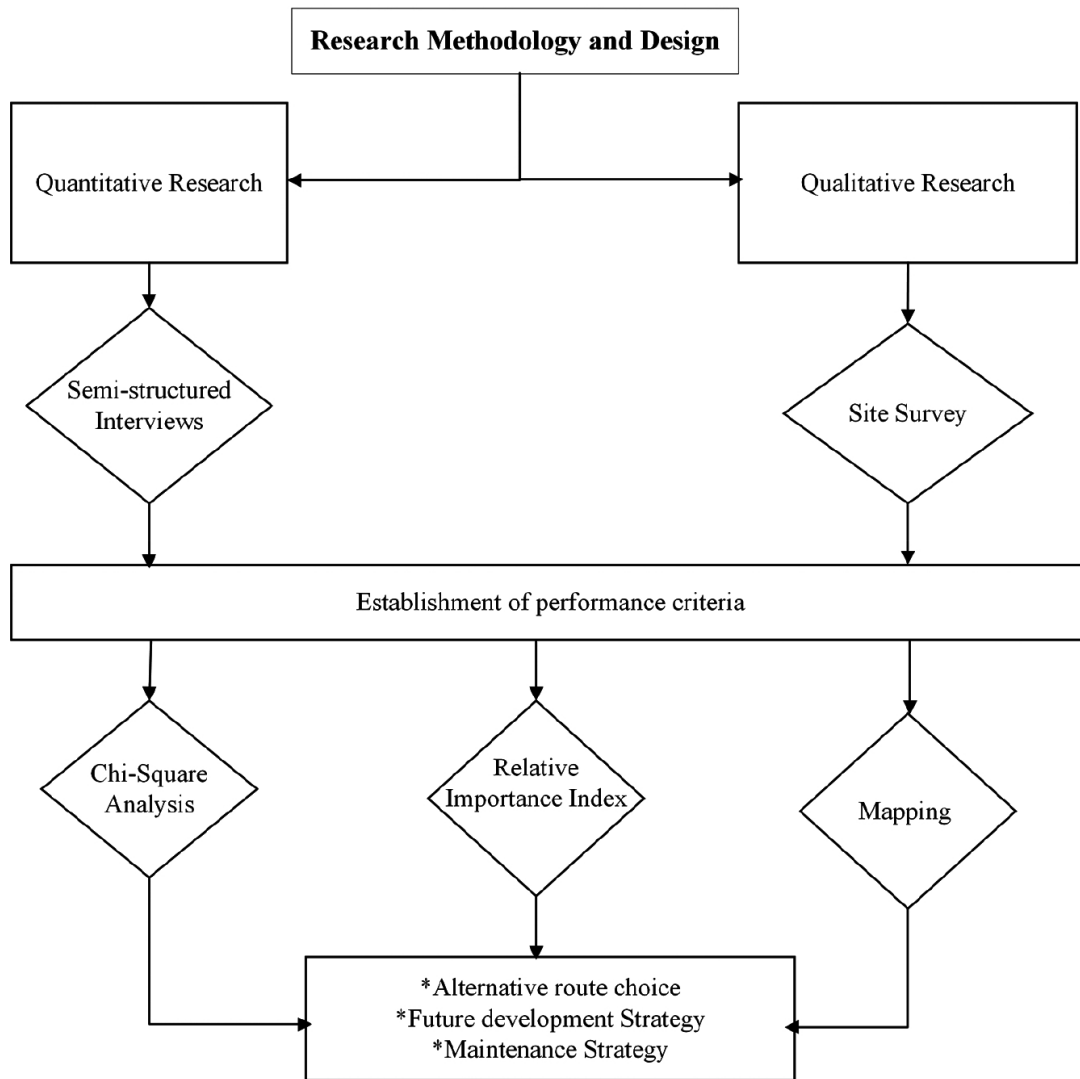 Research Methodology and Design
Quantitative Research
Qualitative Research
Semi-structured
Interviews
Site Survey
Establishment of performance criteria
Chi-Square
Analysis
Relative
Importance Index
Mapping
*Alternative route choice
*Future development Strategy
*Maintenance Strategy